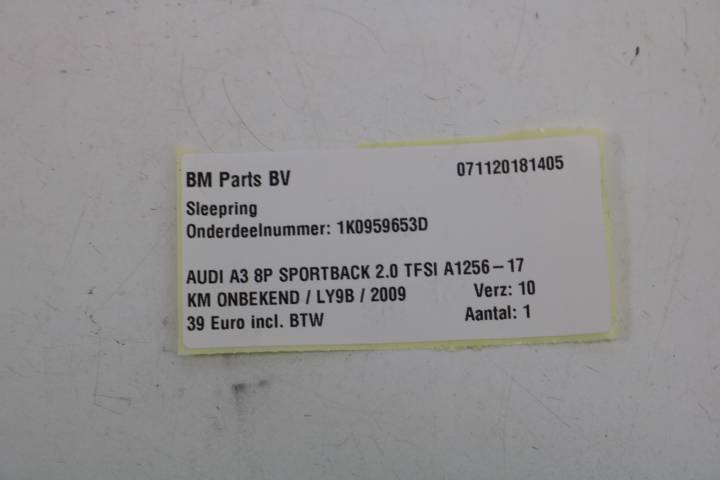 BM Parts BV 071120181405
Sleepring
Onderdeelnummer: 1K0959653D
AUDI A3 8P SPORTBACK 2.0 TFSI A1256-17
KM ONBEKEND / LY9B / 2009 Verz: 10
39 Euro incl. BTW Aantal: 1